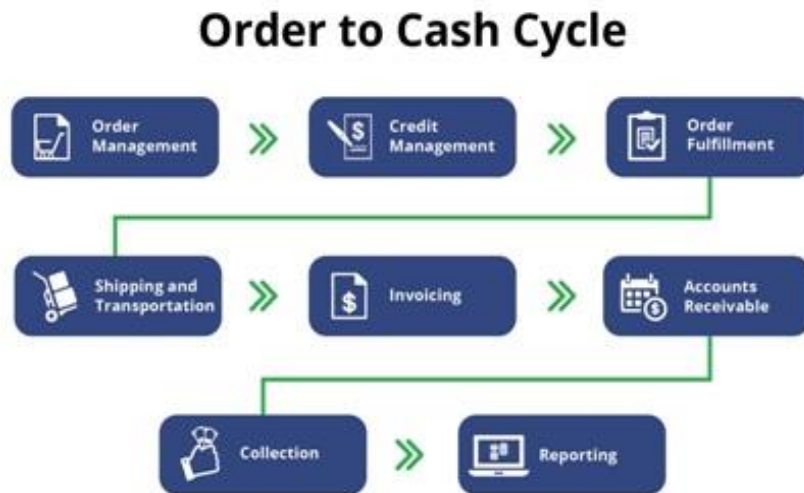 Order to Cash Cycle
Order
Management
Credit
Management
Order
Fulfillment
Shipping and
Transportation
Invoicing
Accounts
Receivable
Collection
Reporting